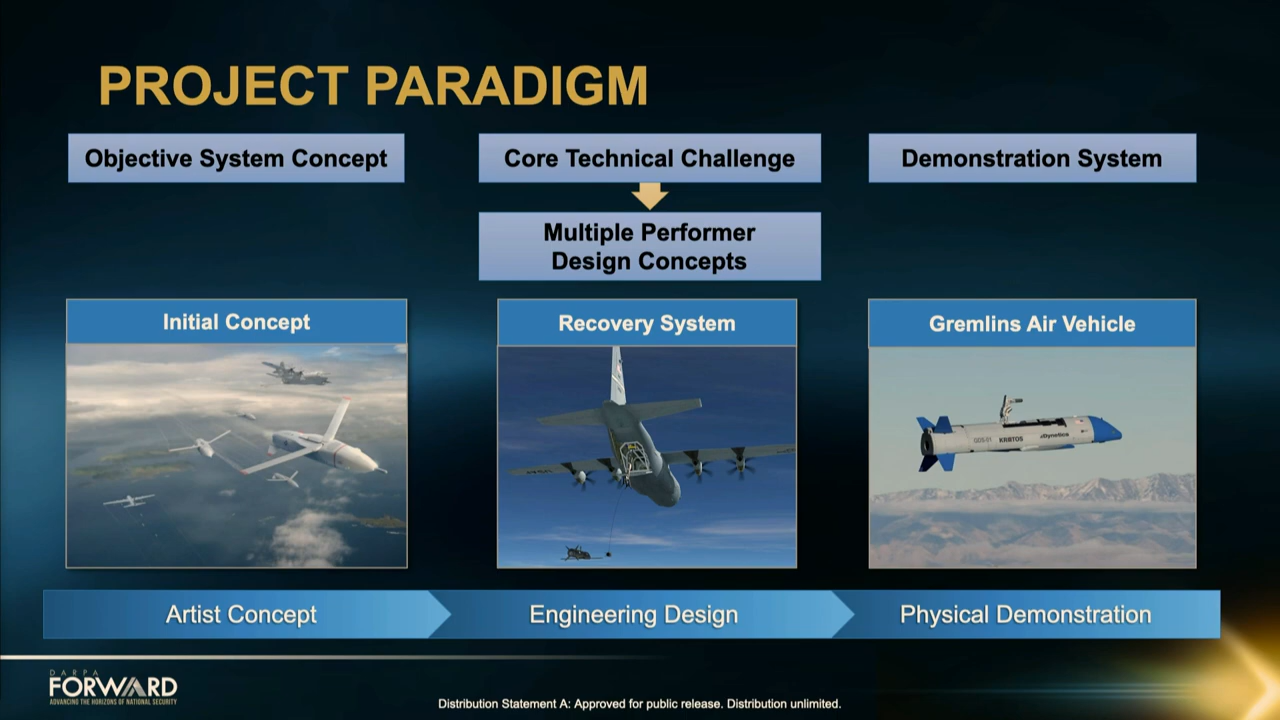 PROJECT PARADIGM
Objective System Concept
Core Technical Challenge
Demonstration System
Multiple Performer
Design Concepts
Initial Concept
Recovery System
Gremlins Air Vehicle
KRBTOS
Dynetics
Artist Concept
Engineering Design
Physical Demonstration
DARPA
FORWARD
ADVANCING THE HORIZONS OF NATIONAL SECURITY
Distribution Statement A: Approved for public release. Distribution unlimited.